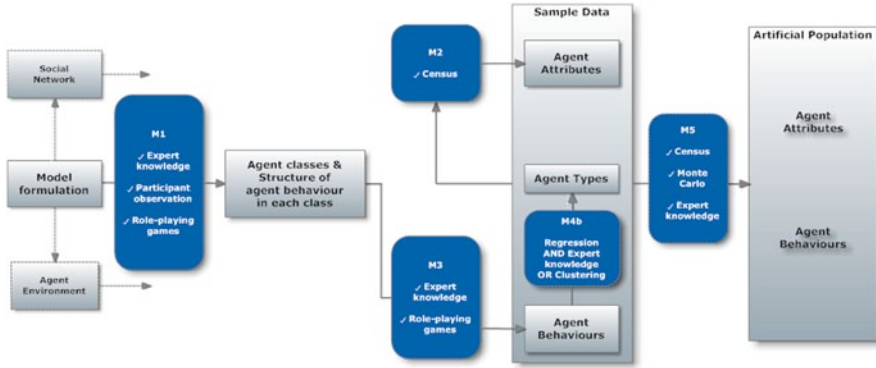 Social
Network
Model
formulation
Agent
Environment
M1
✓ Expert
knowledge
✓ Participant
observation
✓ Role-playing
games
Agent classes &
Structure of
agent behaviour
in each class
M2
✓ Census
M3
✓ Expert
knowledge
✓ Role-playing
games
Sample Data
Agent
Attributes
Agent Types
M4b
Regression
AND Expert
knowledge
OR Clustering
Agent
Behaviours
M5
✓ Census
✓ Monte
Carlo
✓ Expert
knowledge
Artificial Population
Agent
Attributes
Agent
Behaviours